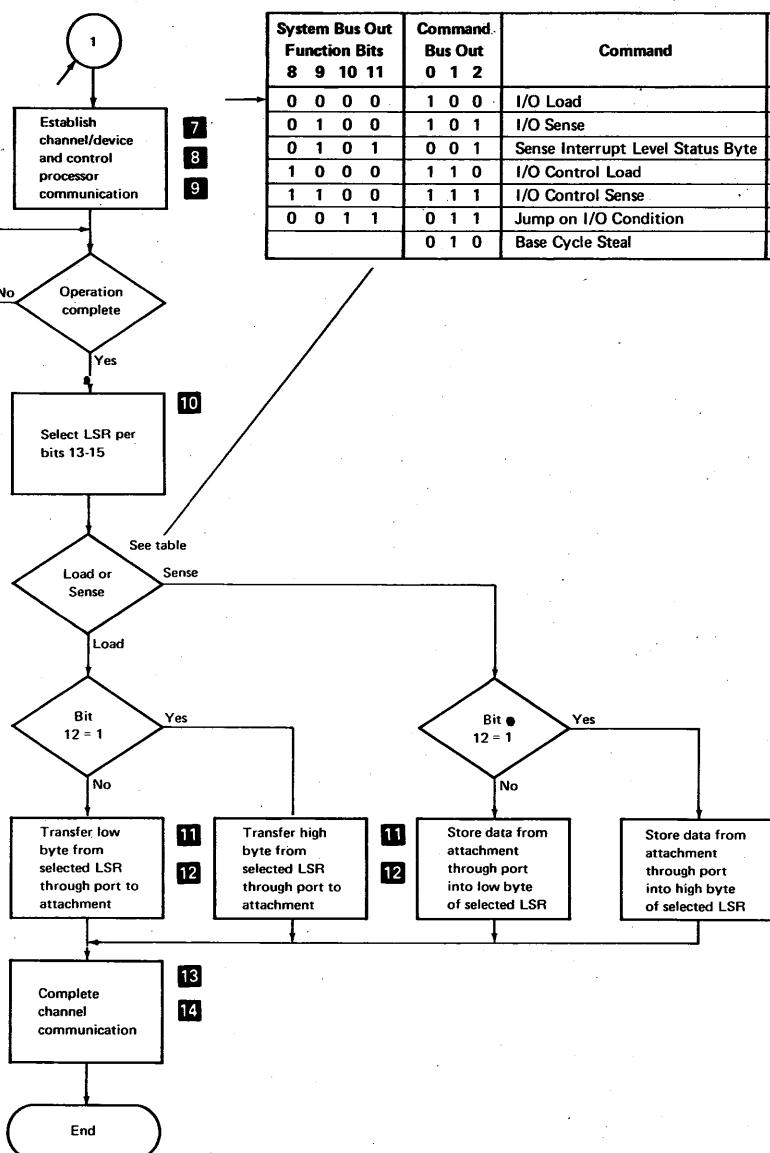 1
System Bus Out
Function Bits
8 9 10 11
Command
Bus Out
0 1 2
Command
0 0 0 0 1 0 0 I/O Load
0 1 0 0 1 0 1 I/O Sense
0 1 0 1 0 0 1 Sense Interrupt Level Status Byte
1 0 0 0 1 1 0 I/O Control Load
1 1 0 0 1 1 1 I/O Control Sense
0 0 1 1 0 1 1 Jump on I/O Condition
0 1 0 Base Cycle Steal
Establish
channel/device
and control
processor
communication
7
8
9
No
Operation
complete
Yes
10
Select LSR per
bits 13-15
See table
Load or
Sense
Sense
Load
Bit
12 = 1
Yes
No
Bit
12 = 1
Yes
No
Transfer low
byte from
selected LSR
through port to
attachment
11
12
Transfer high
byte from
selected LSR
through port to
attachment
11
12
Store data from
attachment
through port
into low byte
of selected LSR
Store data from
attachment
through port
into high byte
of selected LSR
Complete
channel
communication
13
14
End